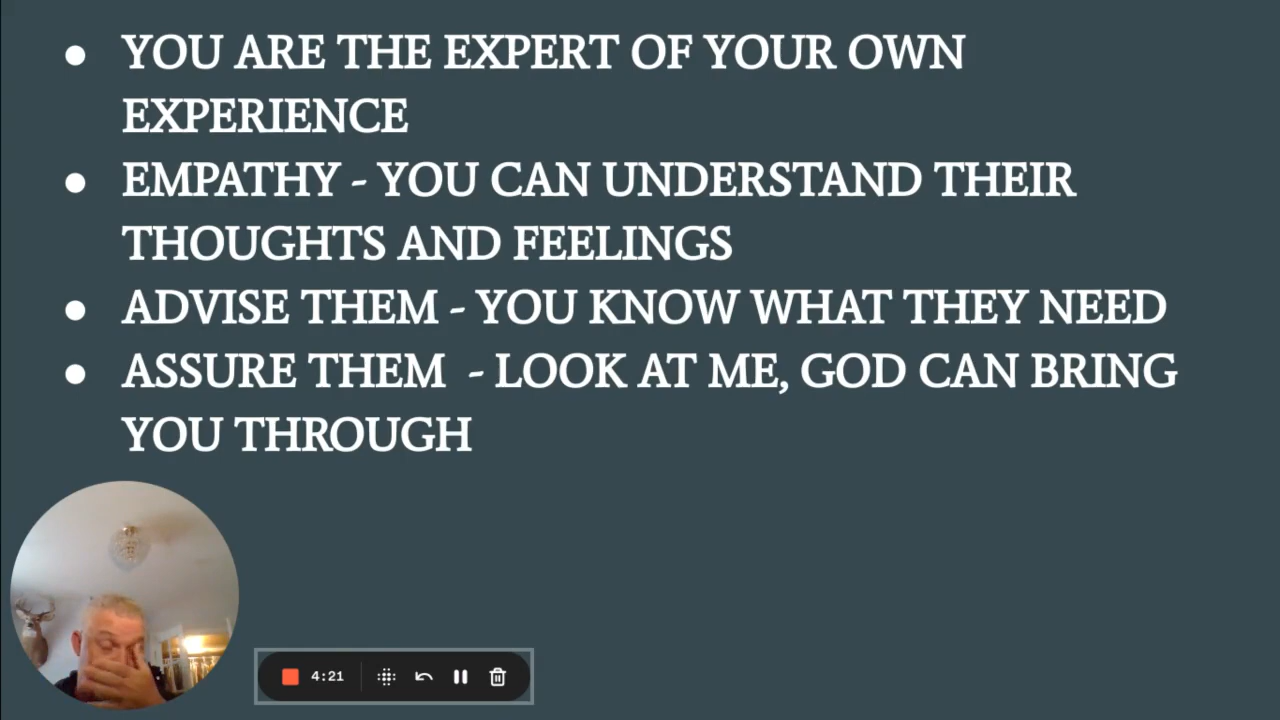 ● YOU ARE THE EXPERT OF YOUR OWN
EXPERIENCE
● EMPATHY - YOU CAN UNDERSTAND THEIR
THOUGHTS AND FEELINGS
● ADVISE THEM - YOU KNOW WHAT THEY NEED
● ASSURE THEM - LOOK AT ME, GOD CAN BRING
YOU THROUGH
4:21